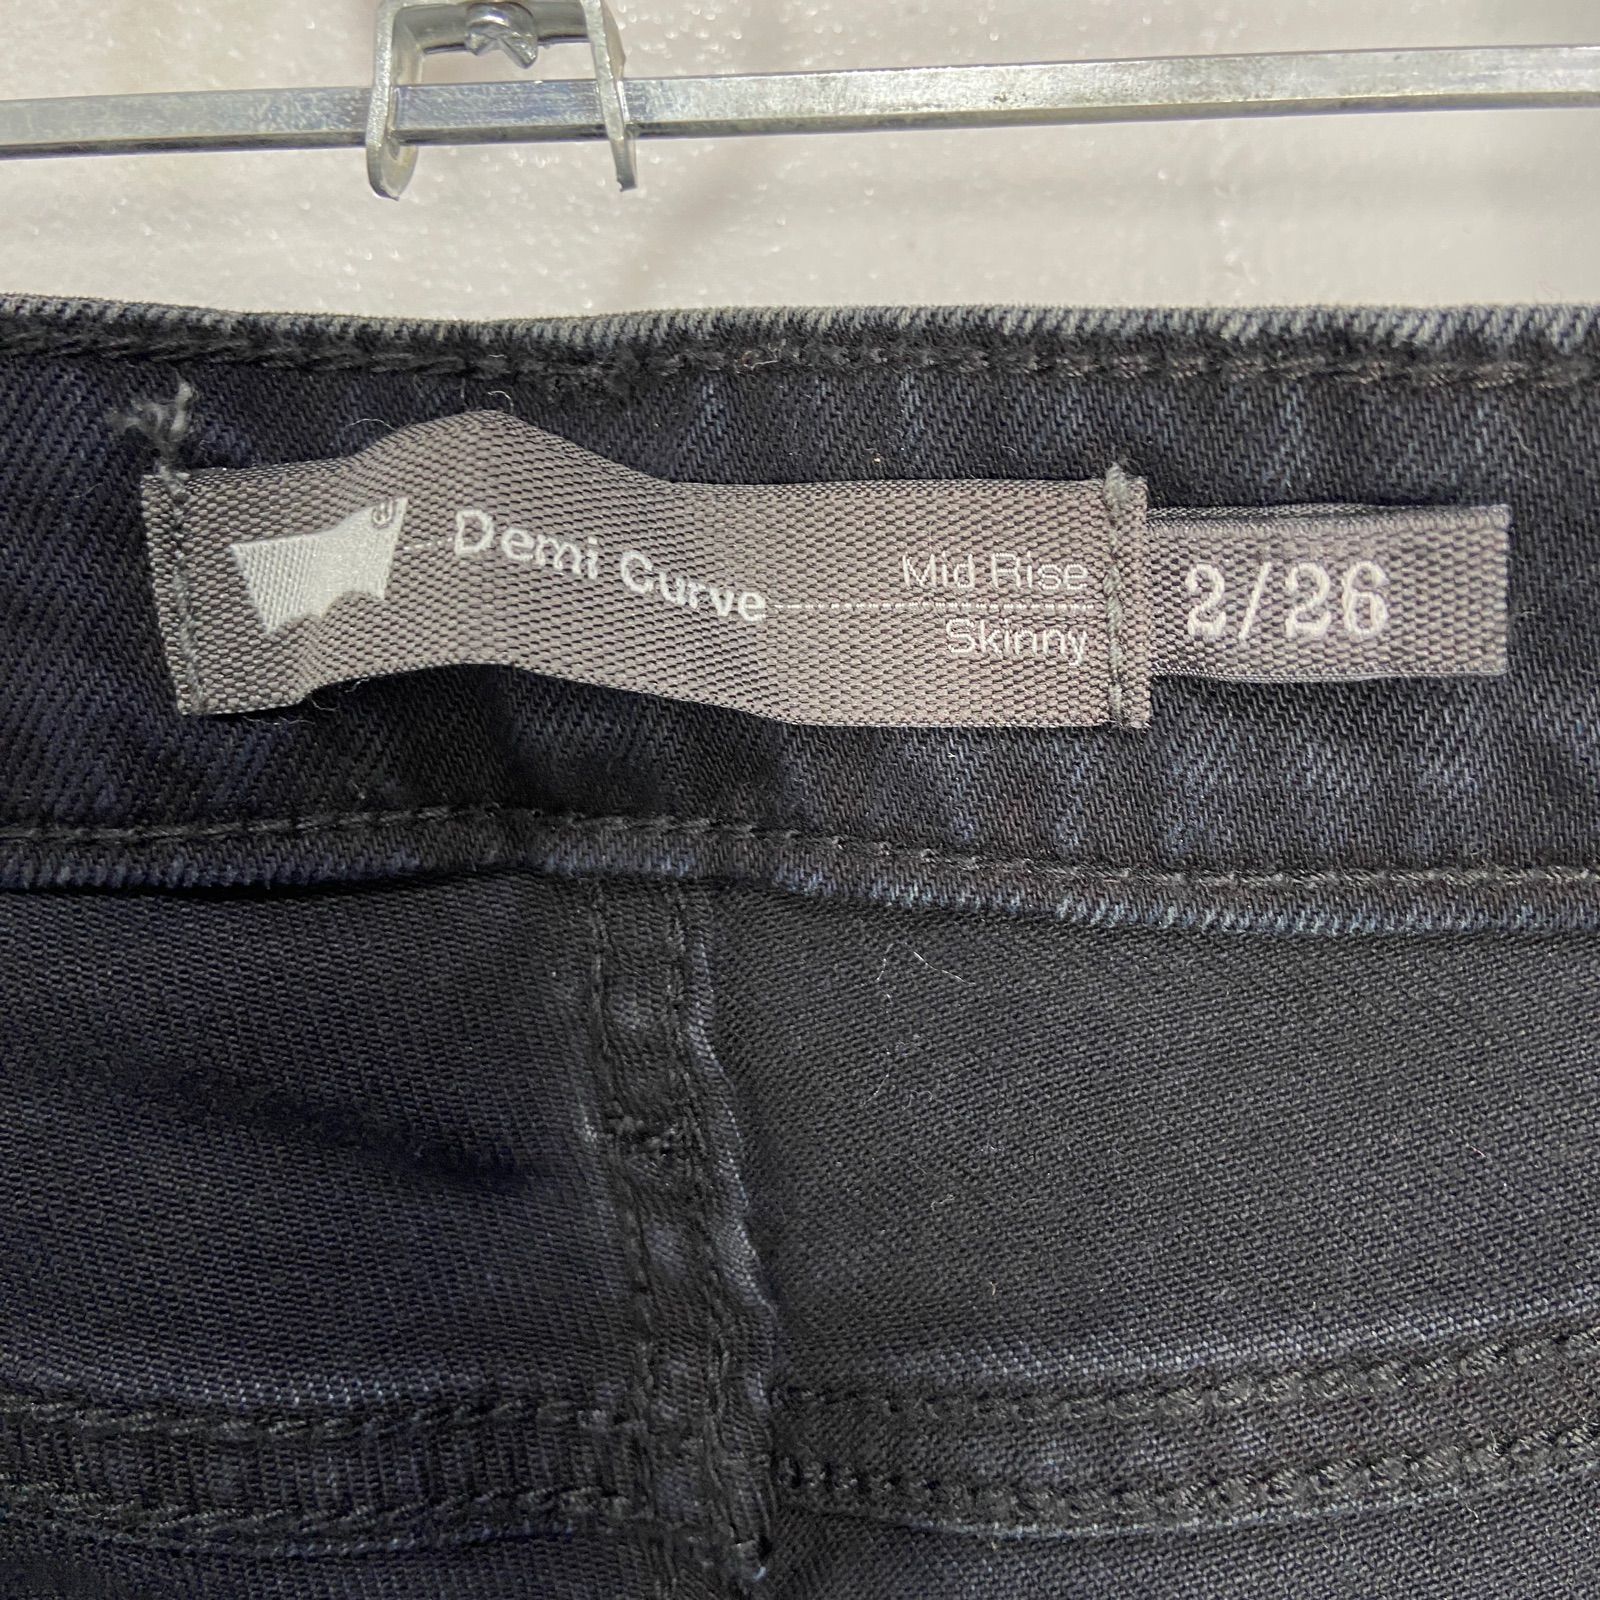 Demi Curve
Mid Rise
Skinny
2/26